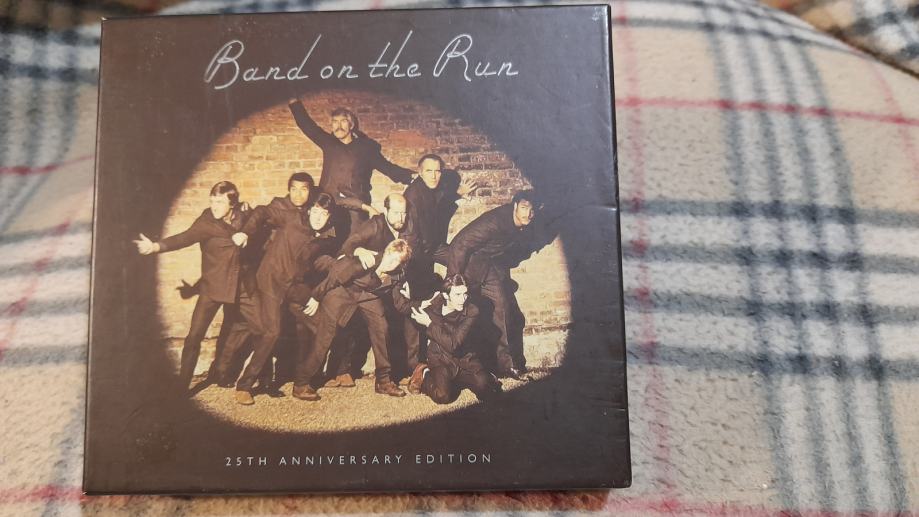 Band on the Run
25TH ANNIVERSARY EDITION